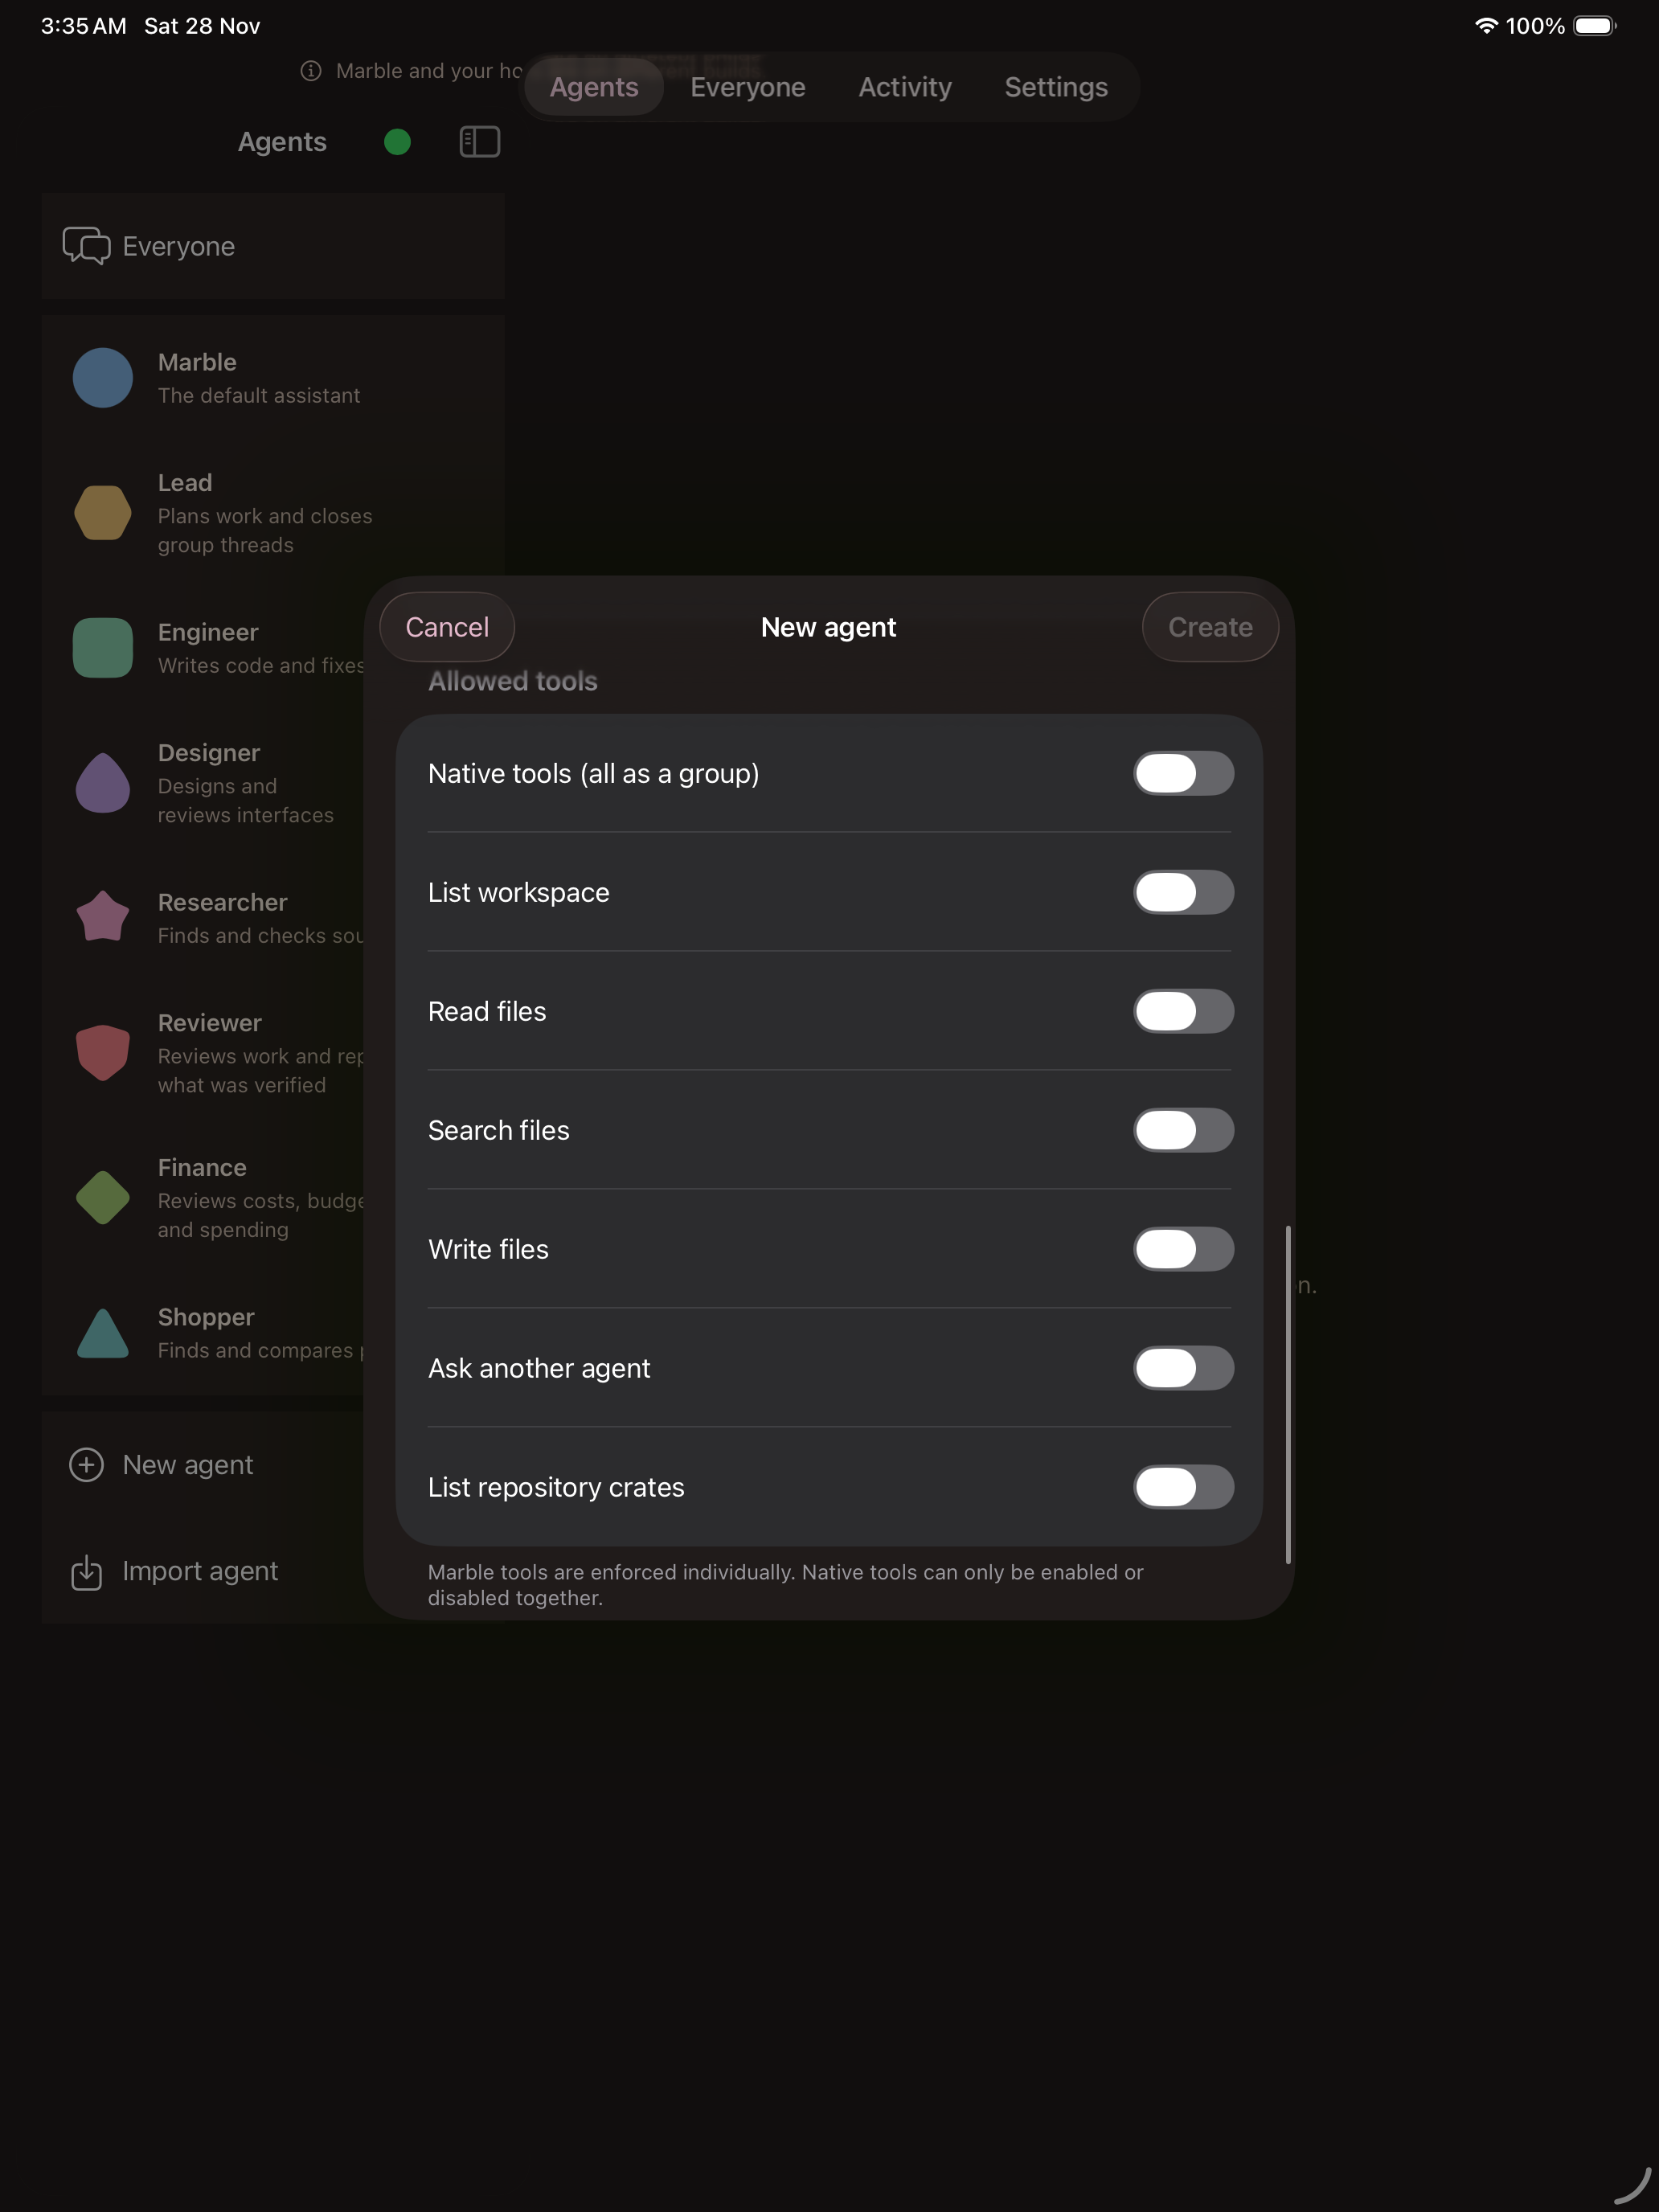 3:35 AM Sat 28 Nov
100%
Marble and your ho
Agents Everyone Activity Settings
Agents
Everyone
Marble
The default assistant
Lead
Plans work and closes
group threads
Engineer
Writes code and fixes
Designer
Designs and
reviews interfaces
Researcher
Finds and checks sou
Reviewer
Reviews work and rep
what was verified
Finance
Reviews costs, budge
and spending
Shopper
Finds and compares p
New agent
Import agent
Cancel New agent Create
Allowed tools
Native tools (all as a group)
List workspace
Read files
Search files
Write files
Ask another agent
List repository crates
Marble tools are enforced individually. Native tools can only be enabled or
disabled together.
n.